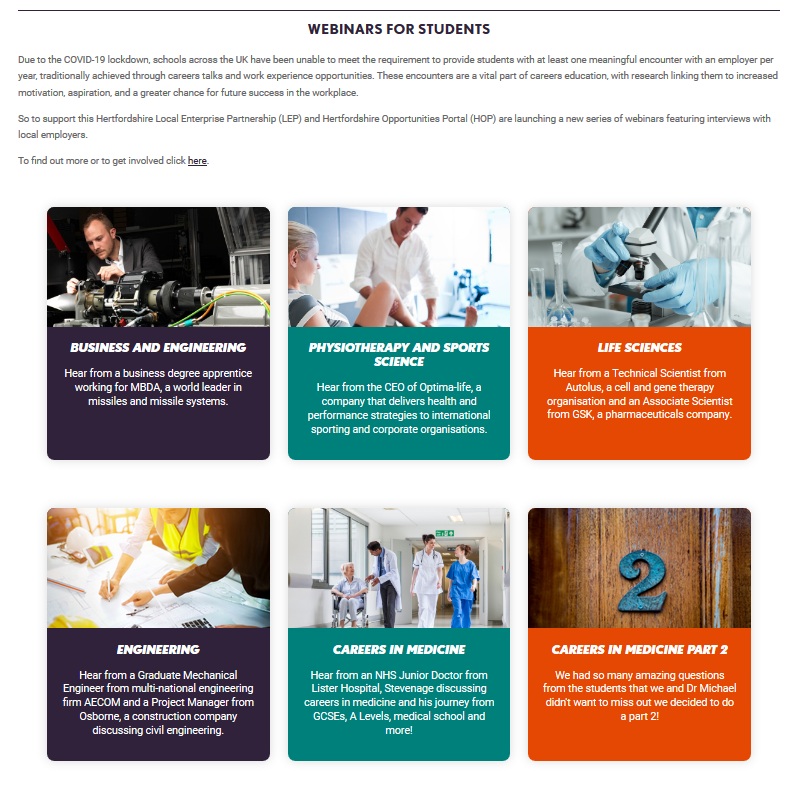 WEBINARS FOR STUDENTS
Due to the COVID-19 lockdown, schools across the UK have been unable to meet the requirement to provide students with at least one meaningful encounter with an employer per
year, traditionally achieved through careers talks and work experience opportunities. These encounters are a vital part of careers education, with research linking them to increased
motivation, aspiration, and a greater chance for future success in the workplace.
So to support this Hertfordshire Local Enterprise Partnership (LEP) and Hertfordshire Opportunities Portal (HOP) are launching a new series of webinars featuring interviews with
local employers.
To find out more or to get involved click here.
BUSINESS AND ENGINEERING
Hear from a business degree apprentice
working for MBDA, a world leader in
missiles and missile systems.
PHYSIOTHERAPY AND SPORTS
SCIENCE
Hear from the CEO of Optima-life, a
company that delivers health and
performance strategies to international
sporting and corporate organisations.
LIFE SCIENCES
Hear from a Technical Scientist from
Autolus, a cell and gene therapy
organisation and an Associate Scientist
from GSK, a pharmaceuticals company.
ENGINEERING
Hear from a Graduate Mechanical
Engineer from multi-national engineering
firm AECOM and a Project Manager from
Osborne, a construction company
discussing civil engineering.
CAREERS IN MEDICINE
Hear from an NHS Junior Doctor from
Lister Hospital, Stevenage discussing
careers in medicine and his journey from
GCSEs, A Levels, medical school and
more!
2
CAREERS IN MEDICINE PART 2
We had so many amazing questions
from the students that we and Dr Michael
didn't want to miss out we decided to do
a part 2!